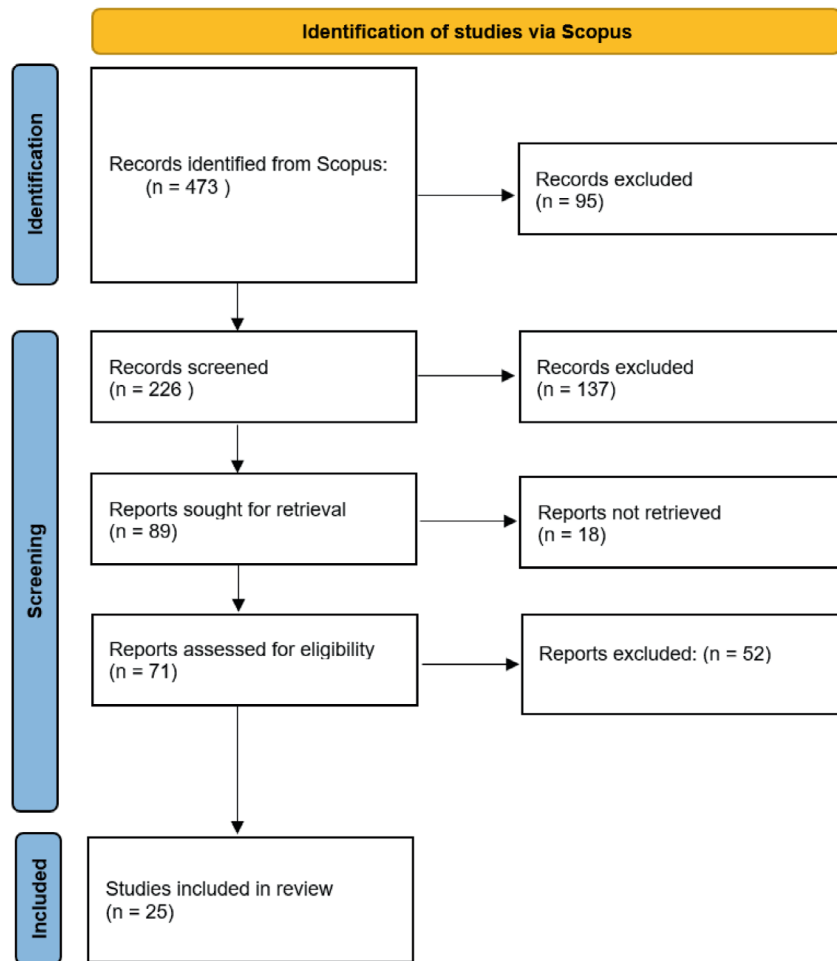 Identification of studies via Scopus
Identification
Records identified from Scopus:
(n = 473 )
Records excluded
(n = 95)
Screening
Records screened
(n = 226 )
Records excluded
(n = 137)
Reports sought for retrieval
(n = 89)
Reports not retrieved
(n = 18)
Reports assessed for eligibility
(n = 71)
Reports excluded: (n = 52)
Included
Studies included in review
(n = 25)